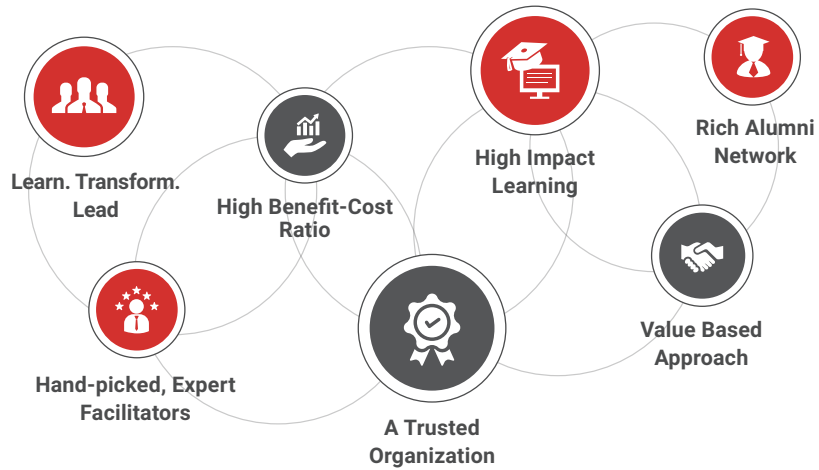 Learn. Transform.
Lead
High Benefit-Cost
Ratio
High Impact
Learning
Rich Alumni
Network
Hand-picked, Expert
Facilitators
A Trusted
Organization
Value Based
Approach